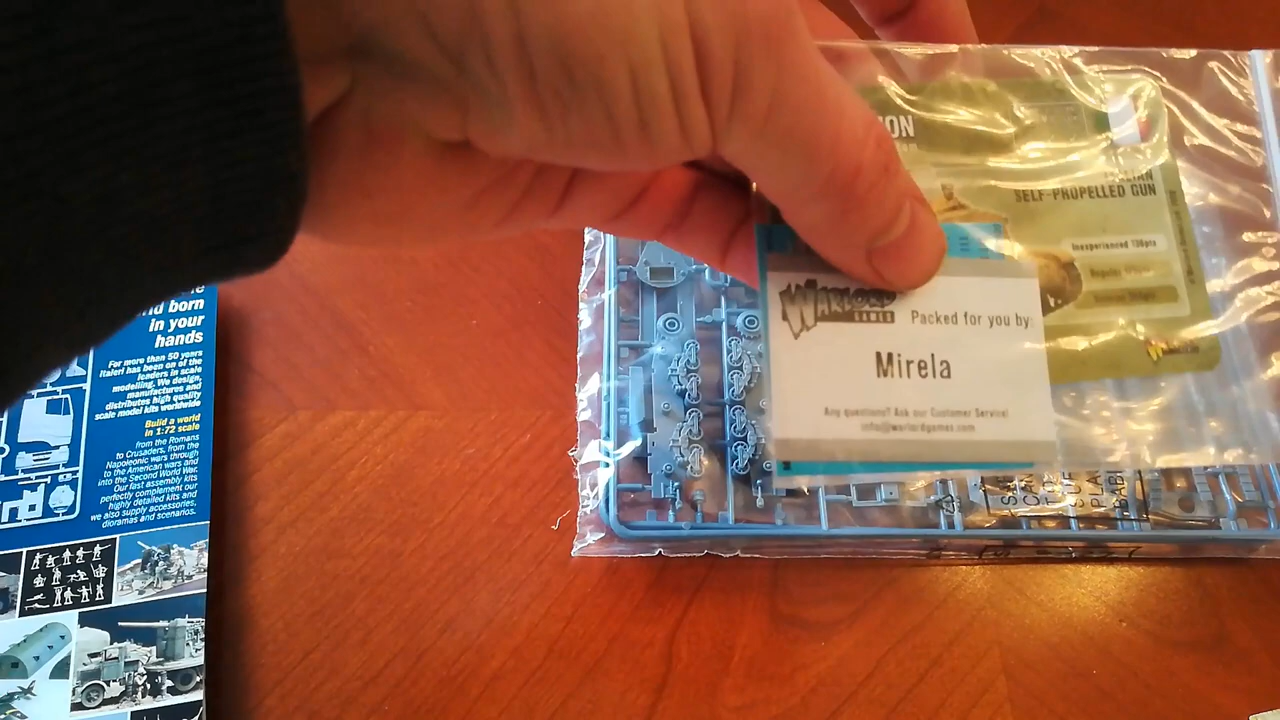 born
in your
hands
For more than 50 years
Italeri has been on of the
leaders in scale
modelling. We design,
manufactures and
distributes high quality
scale model kits worldwide
Build a world
in 1:72 scale
from the Romans
to Crusaders, from the
Napoleonic wars through
to the American wars and
into the Second World War.
Our fast assembly kits
perfectly complement our
highly detailed kits and
we also supply accessories,
dioramas and scenarios.
SELF-PROPELLED GUN
Inexperienced 136pts
Regular
WARLORD
GAMES
Packed for you by:
Mirela
Any questions? Ask our Customer Service!
info@warlordgames.com